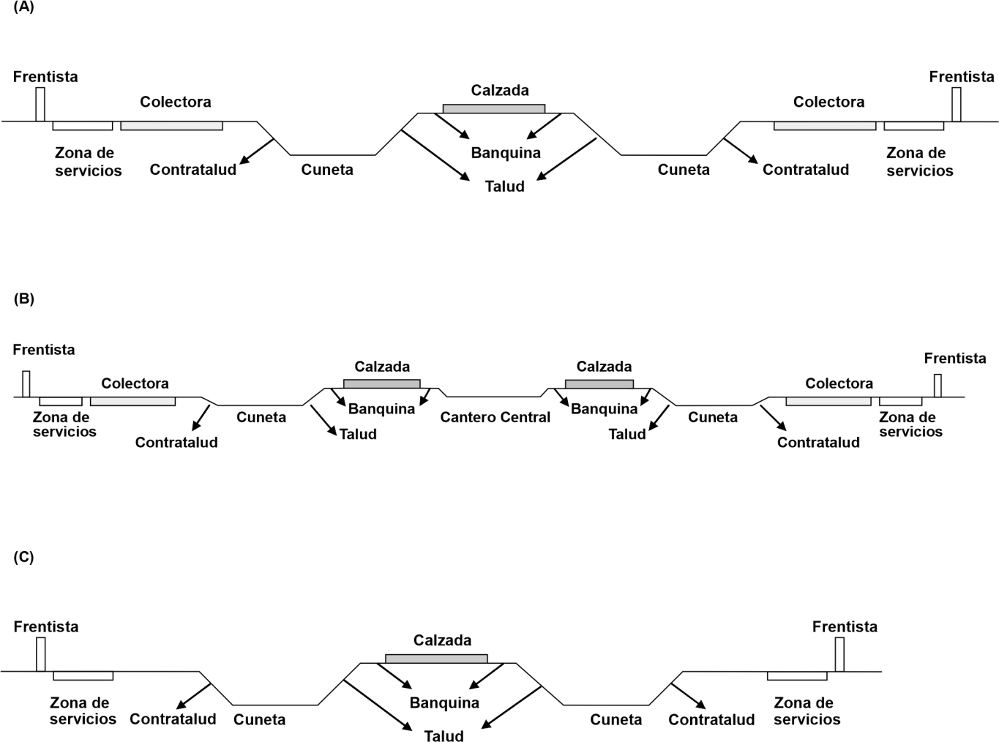 (A)
Frentista
Frentista
Calzada
Colectora
Colectora
Zona de
servicios
Banquina
Zona de
servicios
Contratalud
Cuneta
Cuneta
Contratalud
Talud
(B)
Frentista
Frentista
Calzada
Calzada
Colectora
Colectora
Zona de
servicios
Cuneta
Banquina
Cantero Central
Banquina
Cuneta
Zona de
servicios
Contratalud
Talud
Talud
Contratalud
(C)
Frentista
Frentista
Calzada
Zona de
servicios
Banquina
Zona de
servicios
Contratalud
Cuneta
Cuneta
Contratalud
Talud